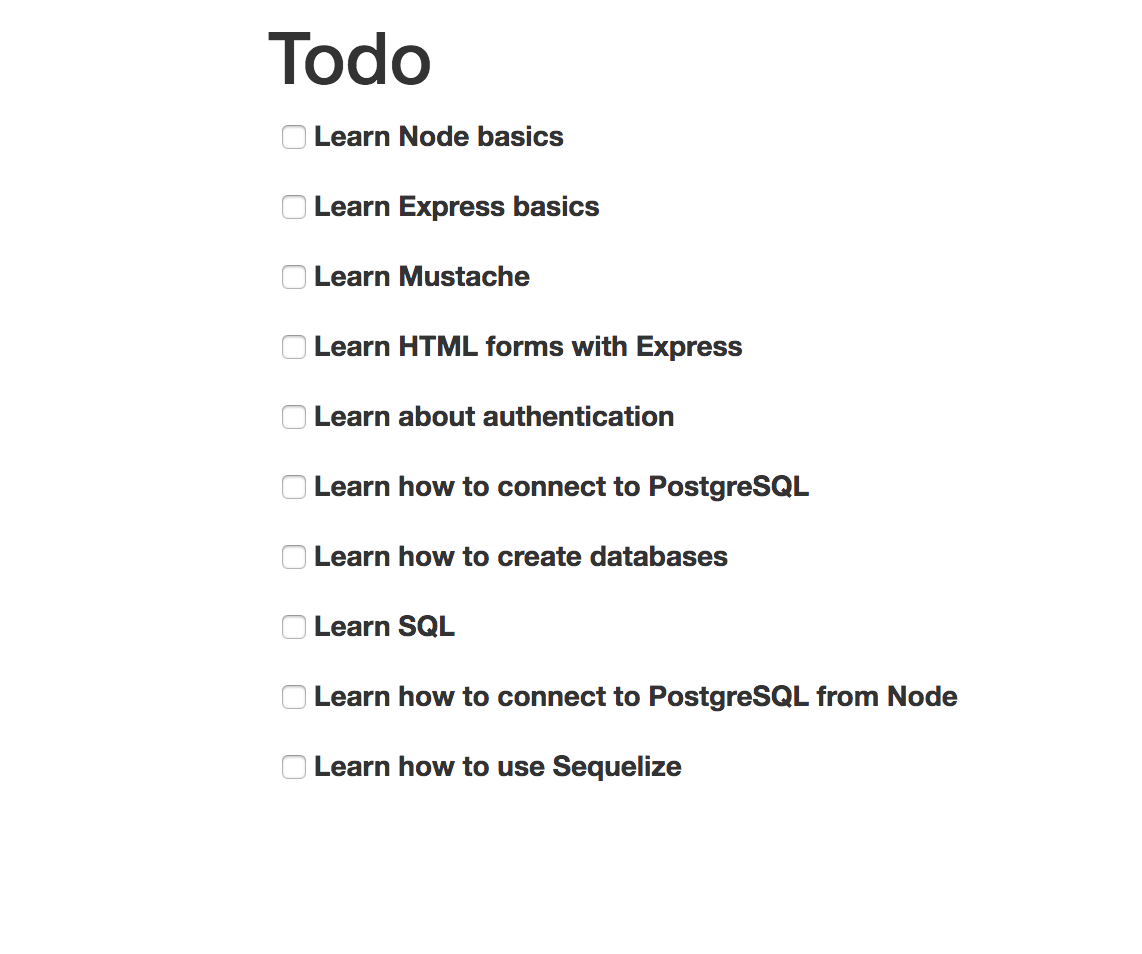 Todo
Learn Node basics
Learn Express basics
Learn Mustache
Learn HTML forms with Express
Learn about authentication
Learn how to connect to PostgreSQL
Learn how to create databases
Learn SQL
Learn how to connect to PostgreSQL from Node
Learn how to use Sequelize